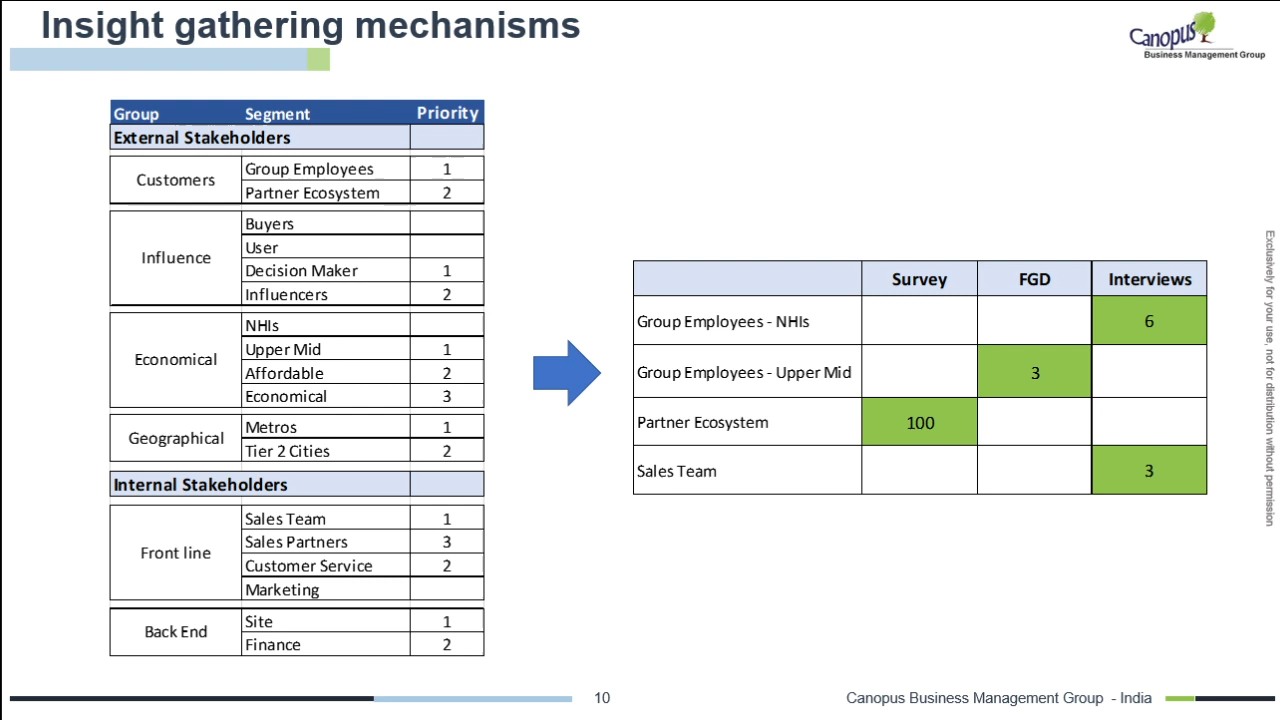 Insight gathering mechanisms
Canopus
Business Management Group
Group Segment Priority
External Stakeholders
Customers
Group Employees 1
Partner Ecosystem 2
Influence
Buyers
User
Decision Maker 1
Influencers 2
Economical
NHIs
Upper Mid 1
Affordable 2
Economical 3
Geographical
Metros 1
Tier 2 Cities 2
Internal Stakeholders
Front line
Sales Team 1
Sales Partners 3
Customer Service 2
Marketing
Back End
Site 1
Finance 2
Survey FGD Interviews
Group Employees - NHIs 6
Group Employees - Upper Mid 3
Partner Ecosystem 100
Sales Team 3
Exclusively for your use, not for distribution without permission
10
Canopus Business Management Group - India